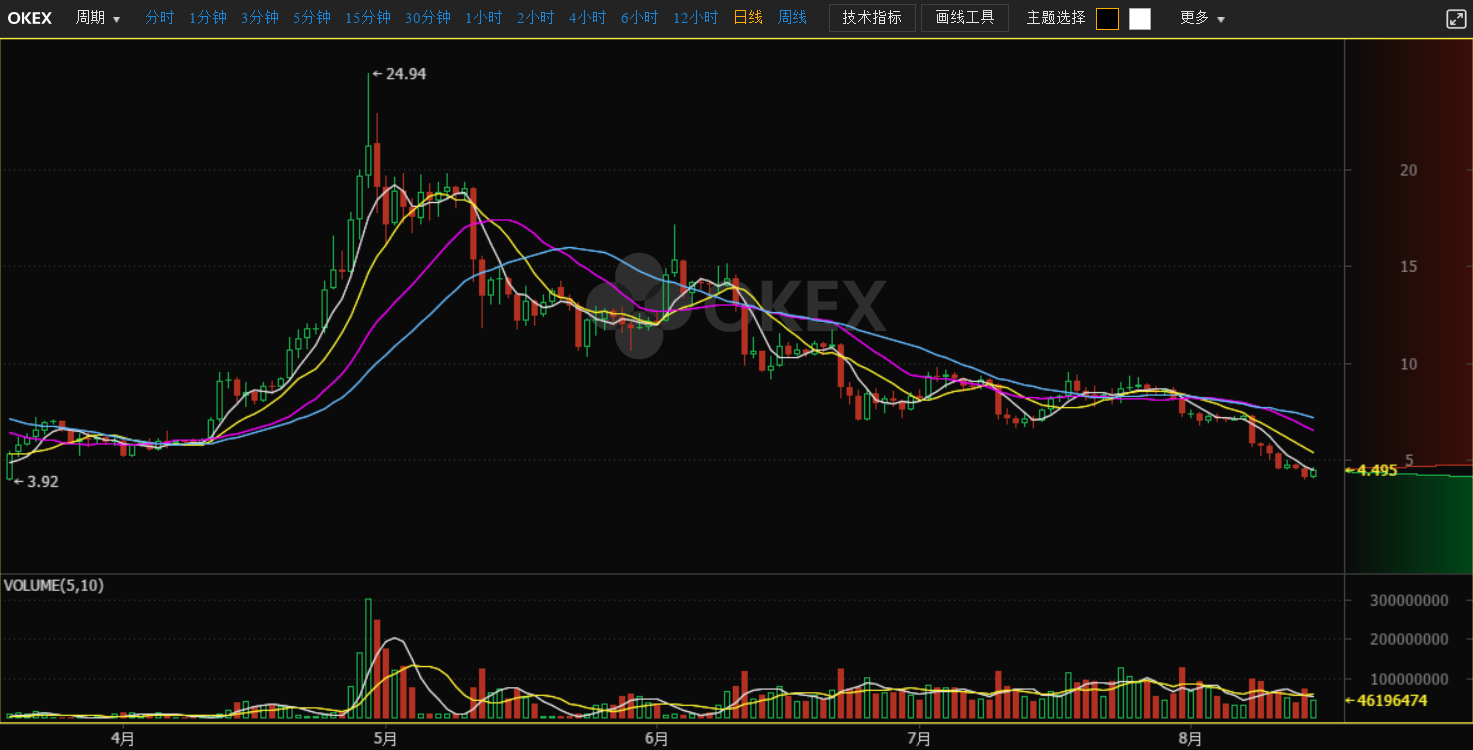 OKEX 周期 分时 1分钟 3分钟 5分钟 15分钟 30分钟 1小时 2小时 4小时 6小时 12小时 日线 周线 技术指标 画线工具 主题选择 更多
24.94
20
15
OKEX
10
5
4.495
3.92
VOLUME(5,10)
300000000
200000000
100000000
46196474
4月 5月 6月 7月 8月